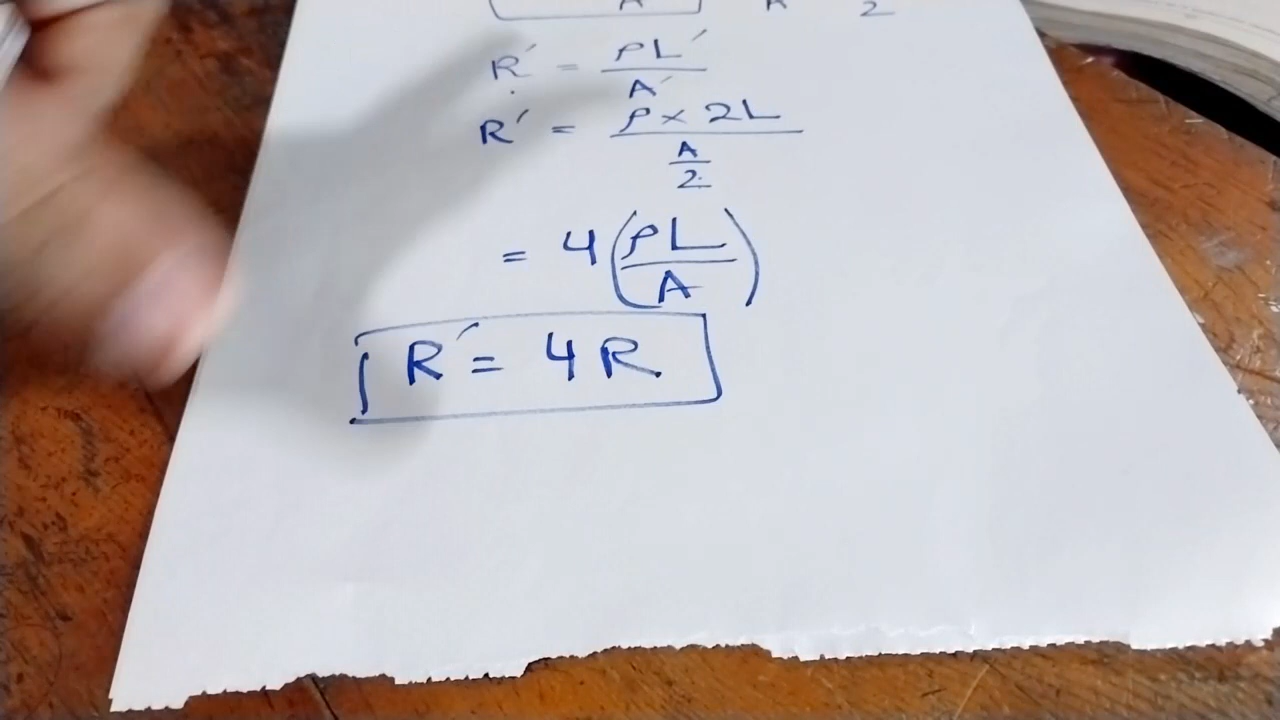 R′ = ρL′/A′
R′ = ρ × 2L/(A/2)
= 4(ρL/A)
R′ = 4R